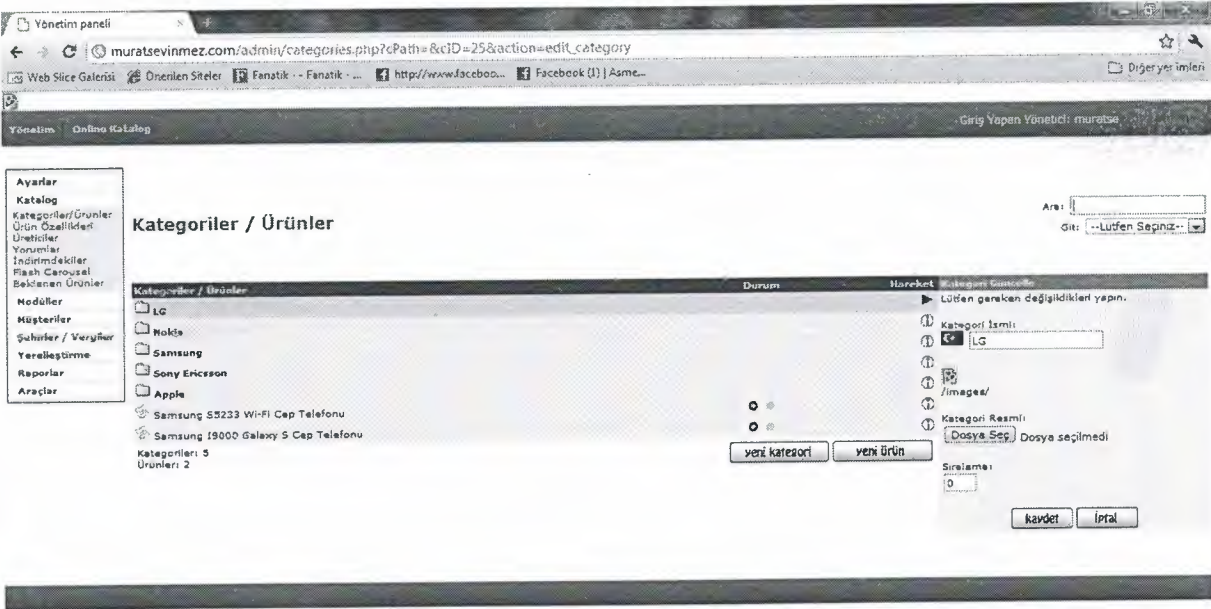 Yönetim paneli
muratsevinmez.com/admin/categories.php?cPath=&cID=25&action=edit_category
Web Slice Galerisi Önerilen Siteler Fanatik - - Fanatik - ... http://www.faceboo... Facebook (1) | Asme... Diğer yer imleri
Yönetim Online Katalog Giriş Yapan Yönetici: muratse
Ayarlar
Katalog
Kategoriler/Ürünler
Ürün Özellikleri
Üreticiler
Yorumlar
İndirimdekiler
Flash Carousel
Beklenen Ürünler
Modüller
Müşteriler
Şehirler / Vergiler
Yerelleştirme
Raporlar
Araçlar
Kategoriler / Ürünler
Ara:
Git: --Lütfen Seçiniz--
Kategoriler / Ürünler Durum Hareket
LG
Nokia
Samsung
Sony Ericsson
Apple
Samsung S5233 Wi-Fi Cep Telefonu
Samsung I9000 Galaxy S Cep Telefonu
Kategoriler: 5
Ürünler: 2
yeni kategori yeni ürün
Kategori Güncelle
Lütfen gereken değişildikleri yapın.
Kategori İsmi:
LG
/images/
Kategori Resmi:
Dosya Seç Dosya seçilmedi
Sıralama:
0
kaydet İptal